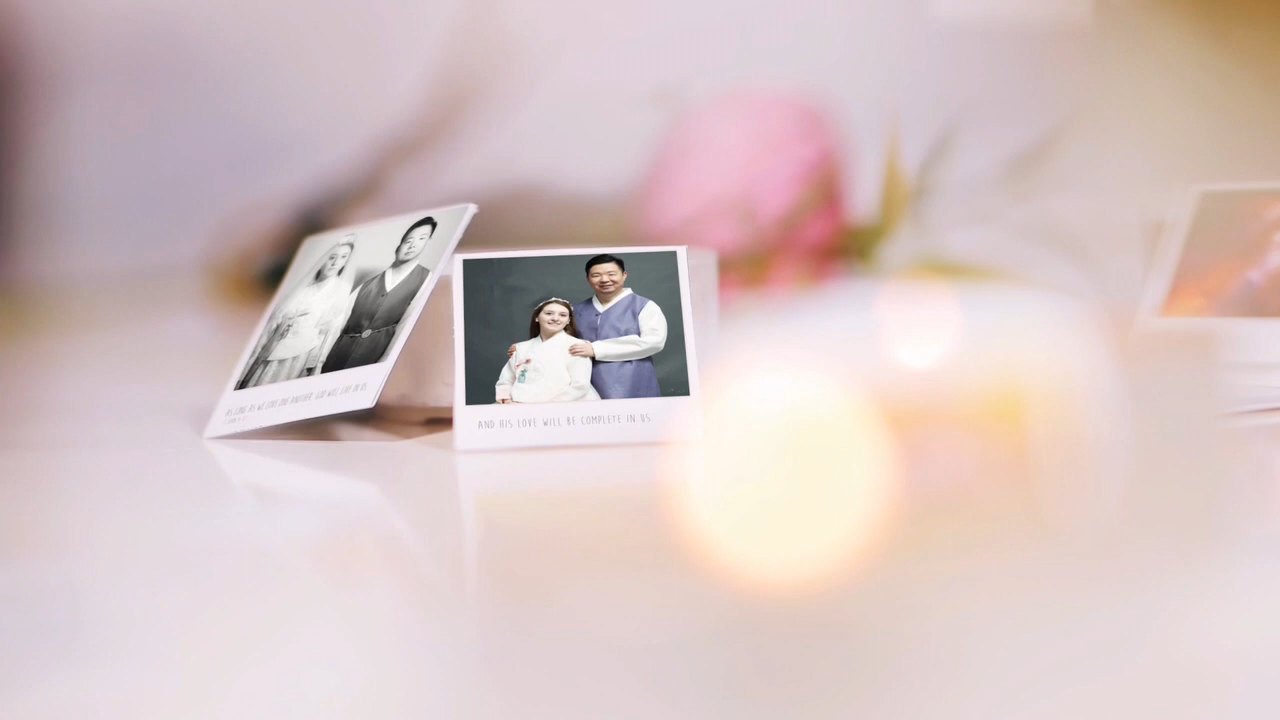 AS LONG AS WE LOVE ONE ANOTHER, GOD WILL LIVE IN US,
AND HIS LOVE WILL BE COMPLETE IN US.